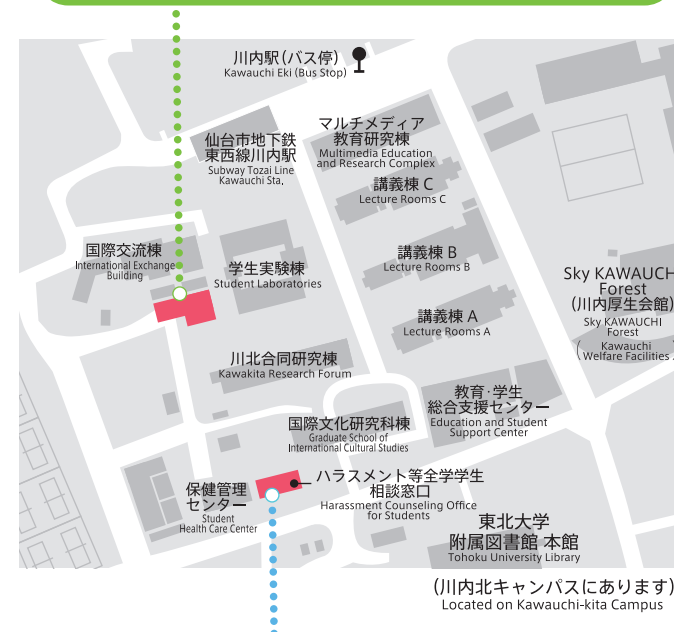 川内駅(バス停)
Kawauchi Eki (Bus Stop)
仙台市地下鉄
東西線川内駅
Subway Tozai Line
Kawauchi Sta.
マルチメディア
教育研究棟
Multimedia Education
and Research Complex
講義棟 C
Lecture Rooms C
国際交流棟
International Exchange
Building
学生実験棟
Student Laboratories
講義棟 B
Lecture Rooms B
Sky KAWAUCH
Forest
(川内厚生会館)
Sky KAWAUCHI
Forest
(Kawauchi
Welfare Facilities
講義棟 A
Lecture Rooms A
川北合同研究棟
Kawakita Research Forum
教育・学生
総合支援センター
Education and Student
Support Center
国際文化研究科棟
Graduate School of
International Cultural Studies
ハラスメント等全学学生
相談窓口
Harassment Counseling Office
for Students
保健管理
センター
Student
Health Care Center
東北大学
附属図書館 本館
Tohoku University Library
(川内北キャンパスにあります)
Located on Kawauchi-kita Campus